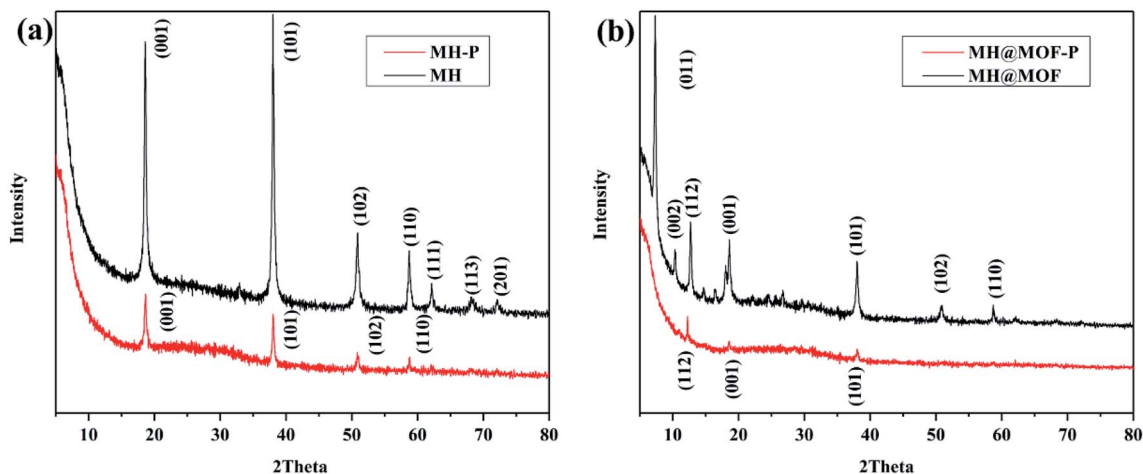 (a)
(001)
(101)
MH-P
MH
(102)
(110)
(111)
(113)
(201)
(001)
(101)
(102)
(110)
Intensity
10 20 30 40 50 60 70 80
2Theta
(b)
(011)
MH@MOF-P
MH@MOF
(002)
(112)
(001)
(101)
(102)
(110)
(112)
(001)
(101)
Intensity
10 20 30 40 50 60 70 80
2Theta